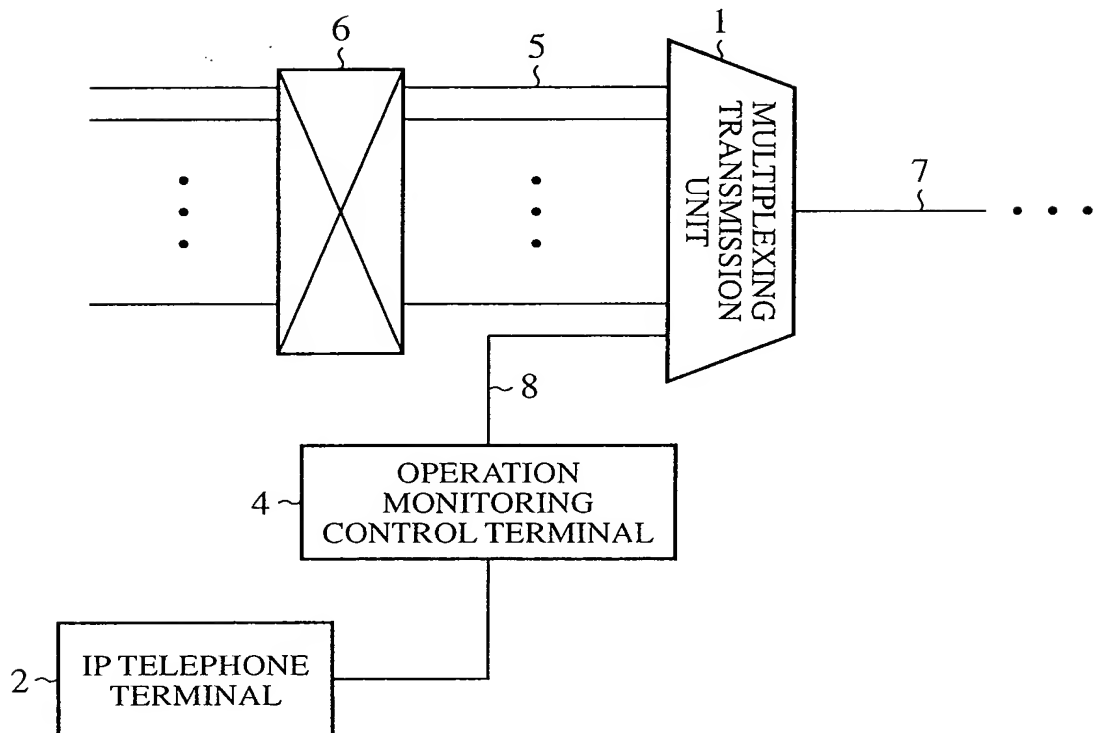 6
5
1
MULTIPLEXING
TRANSMISSION
UNIT
7
8
4
OPERATION
MONITORING
CONTROL TERMINAL
2
IP TELEPHONE
TERMINAL